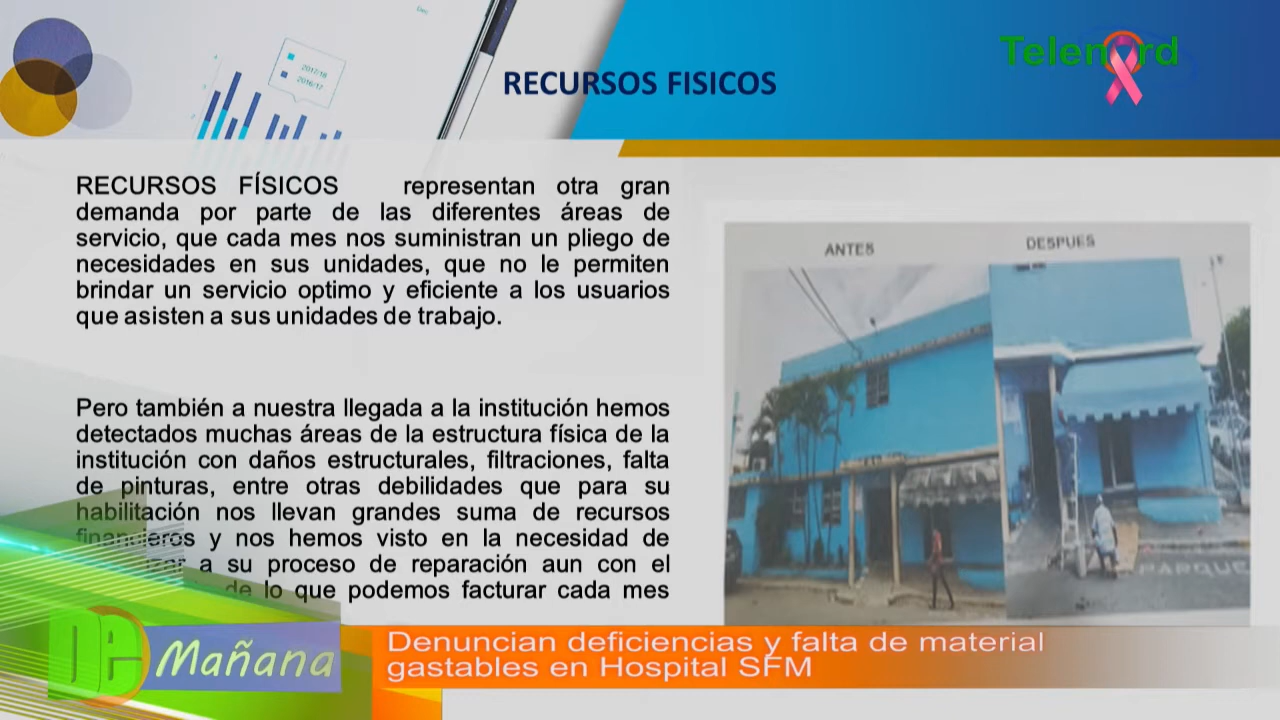 2017/18
2016/17
RECURSOS FISICOS
Telenord
RECURSOS FÍSICOS representan otra gran
demanda por parte de las diferentes áreas de
servicio, que cada mes nos suministran un pliego de
necesidades en sus unidades, que no le permiten
brindar un servicio optimo y eficiente a los usuarios
que asisten a sus unidades de trabajo.
ANTES
DESPUES
Pero también a nuestra llegada a la institución hemos
detectados muchas áreas de la estructura física de la
institución con daños estructurales, filtraciones, falta
de pinturas, entre otras debilidades que para su
habilitación nos llevan grandes suma de recursos
financieros y nos hemos visto en la necesidad de
a su proceso de reparación aun con el
de lo que podemos facturar cada mes
PARQUE
De Mañana
Denuncian deficiencias y falta de material
gastables en Hospital SFM